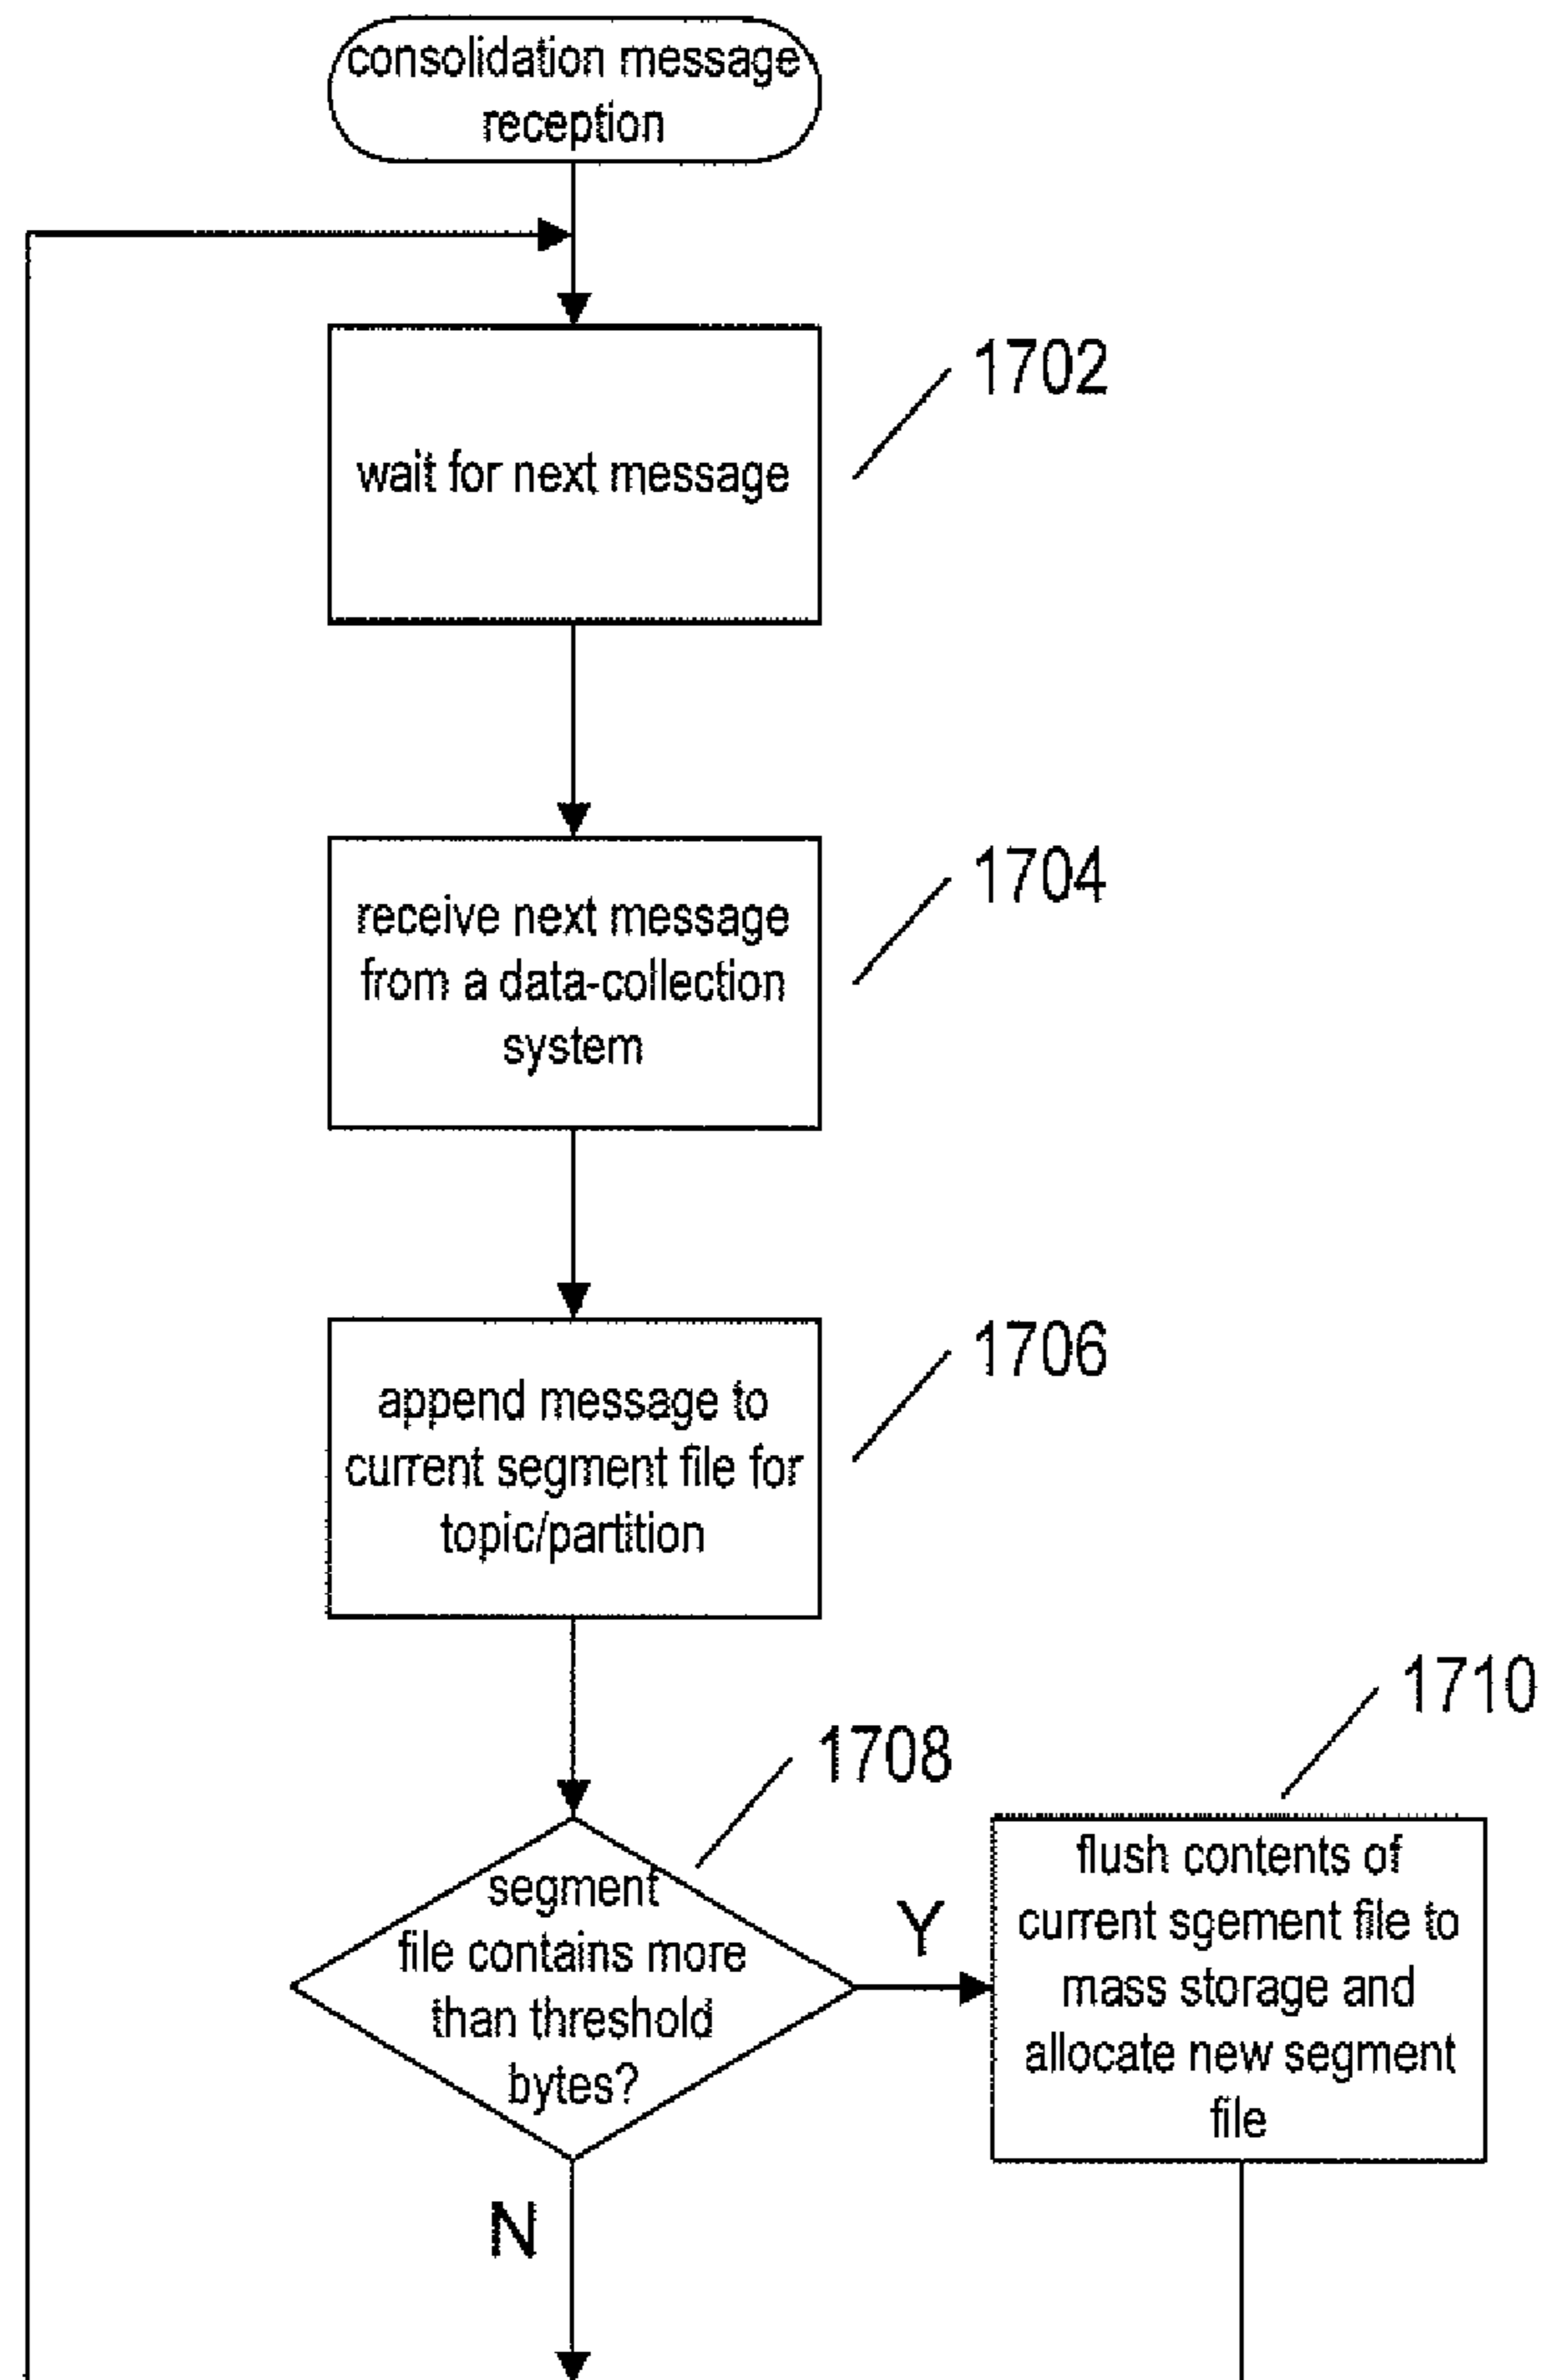 consolidation message
reception
1702
wait for next message
1704
receive next message
from a data-collection
system
1706
append message to
current segment file for
topic/partition
1710
1708
segment
file contains more
than threshold
bytes?
Y
flush contents of
current sgement file to
mass storage and
allocate new segment
file
N